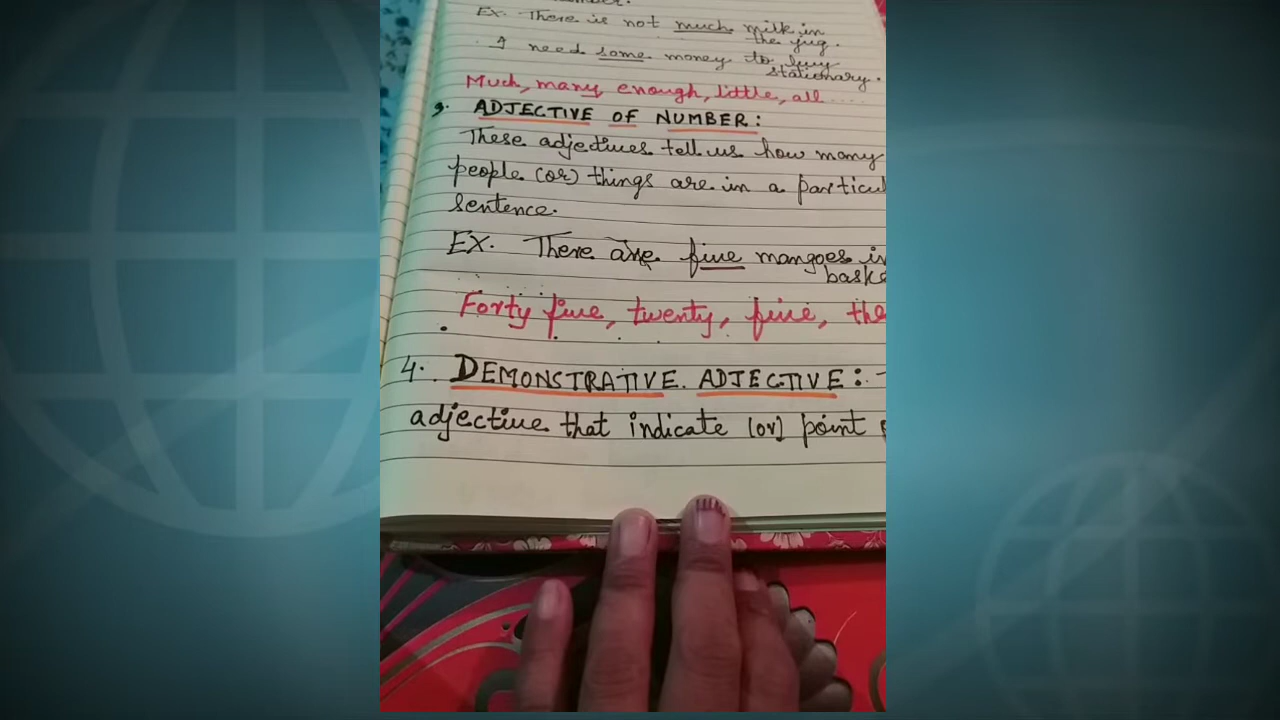 Ex. There is not much milk in
the jug.
I need some money to buy
stationary.
Much, many enough, little, all....
3. ADJECTIVE OF NUMBER:
These adjectives tell us how many
people (or) things are in a particul
sentence.
EX. There are five mangoes in
baske
Forty five, twenty, five, the
4. DEMONSTRATIVE ADJECTIVE:
adjective that indicate [or] point